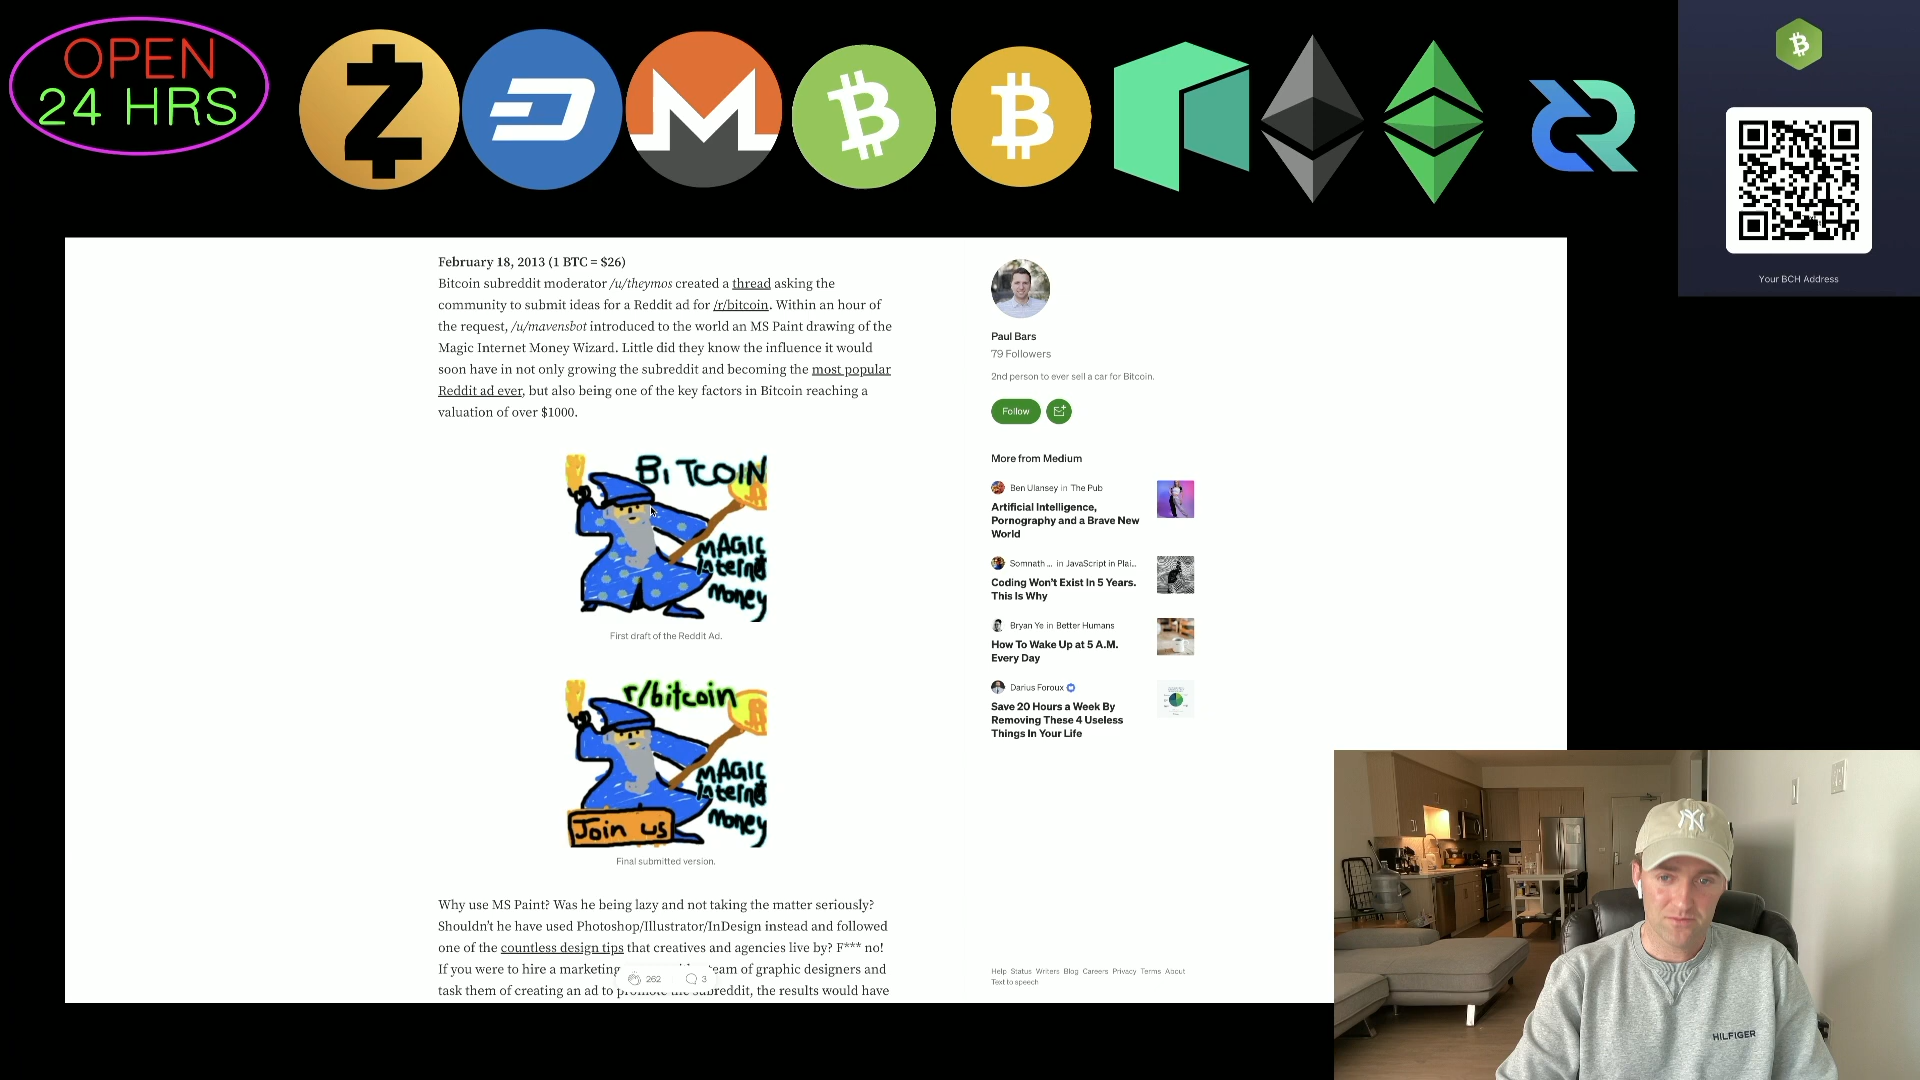 OPEN
24 HRS
Your BCH Address
February 18, 2013 (1 BTC = $26)
Bitcoin subreddit moderator /u/theymos created a thread asking the
community to submit ideas for a Reddit ad for /r/bitcoin. Within an hour of
the request, /u/mavensbot introduced to the world an MS Paint drawing of the
Magic Internet Money Wizard. Little did they know the influence it would
soon have in not only growing the subreddit and becoming the most popular
Reddit ad ever, but also being one of the key factors in Bitcoin reaching a
valuation of over $1000.
BITCOIN
MAGIC
Internet
Money
First draft of the Reddit Ad.
r/bitcoin
MAGIC
Internet
Money
Join us
Final submitted version.
Why use MS Paint? Was he being lazy and not taking the matter seriously?
Shouldn't he have used Photoshop/Illustrator/InDesign instead and followed
one of the countless design tips that creatives and agencies live by? F*** no!
If you were to hire a marketing team of graphic designers and
262
3
task them of creating an ad to promote the subreddit, the results would have
Paul Bars
79 Followers
2nd person to ever sell a car for Bitcoin.
Follow
More from Medium
Ben Ulansey in The Pub
Artificial Intelligence,
Pornography and a Brave New
World
Somnath ... in JavaScript in Plai...
Coding Won't Exist In 5 Years.
This Is Why
Bryan Ye in Better Humans
How To Wake Up at 5 A.M.
Every Day
Darius Foroux
Save 20 Hours a Week By
Removing These 4 Useless
Things In Your Life
Help Status Writers Blog Careers Privacy Terms About
Text to speech
NY
HILFIGER